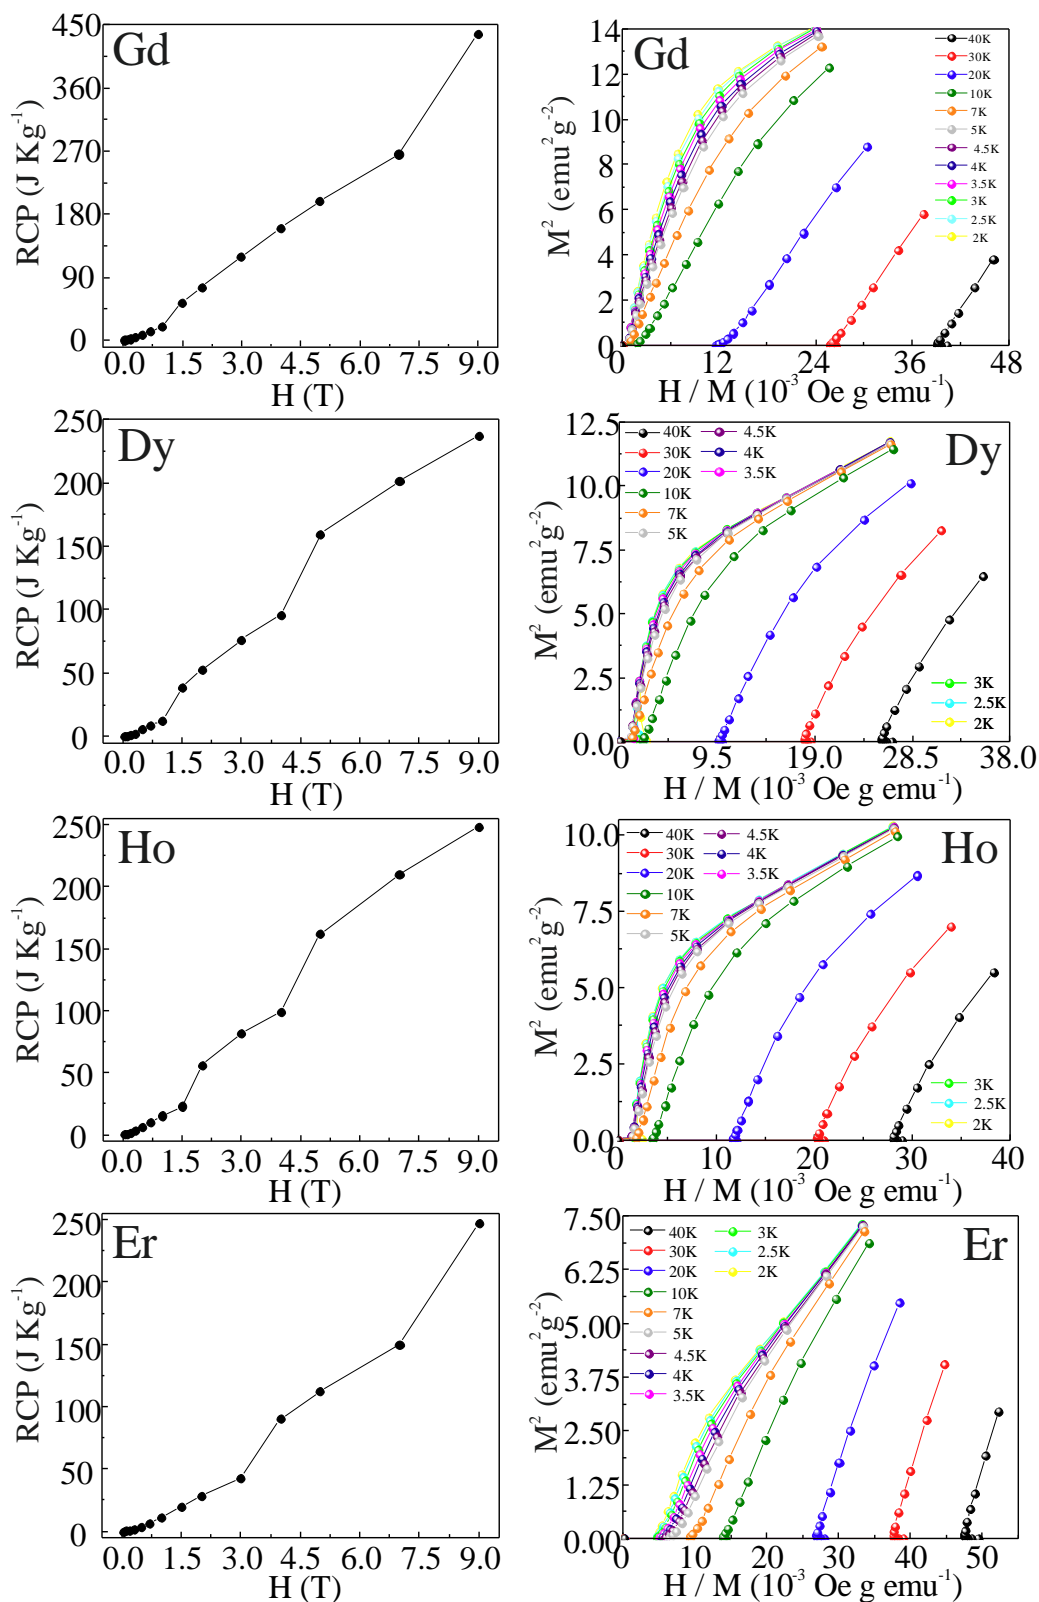 Gd
RCP (J Kg⁻¹)
450
360
270
180
90
0
0.0 1.5 3.0 4.5 6.0 7.5 9.0
H (T)
Gd
M² (emu²g⁻²)
14
12
10
8
6
4
2
0
0 12 24 36 48
H / M (10⁻³ Oe g emu⁻¹)
40K
30K
20K
10K
7K
5K
4.5K
4K
3.5K
3K
2.5K
2K
Dy
RCP (J Kg⁻¹)
250
200
150
100
50
0
0.0 1.5 3.0 4.5 6.0 7.5 9.0
H (T)
Dy
M² (emu²g⁻²)
12.5
10.0
7.5
5.0
2.5
0.0
0 9.5 19.0 28.5 38.0
H / M (10⁻³ Oe g emu⁻¹)
40K 4.5K
30K 4K
20K 3.5K
10K
7K
5K
3K
2.5K
2K
Ho
RCP (J Kg⁻¹)
250
200
150
100
50
0
0.0 1.5 3.0 4.5 6.0 7.5 9.0
H (T)
Ho
M² (emu²g⁻²)
10.0
7.5
5.0
2.5
0.0
0 10 20 30 40
H / M (10⁻³ Oe g emu⁻¹)
40K 4.5K
30K 4K
20K 3.5K
10K
7K
5K
3K
2.5K
2K
Er
RCP (J Kg⁻¹)
250
200
150
100
50
0
0.0 1.5 3.0 4.5 6.0 7.5 9.0
H (T)
Er
M² (emu²g⁻²)
7.50
6.25
5.00
3.75
2.50
1.25
0.00
0 10 20 30 40 50
H / M (10⁻³ Oe g emu⁻¹)
40K 3K
30K 2.5K
20K 2K
10K
7K
5K
4.5K
4K
3.5K